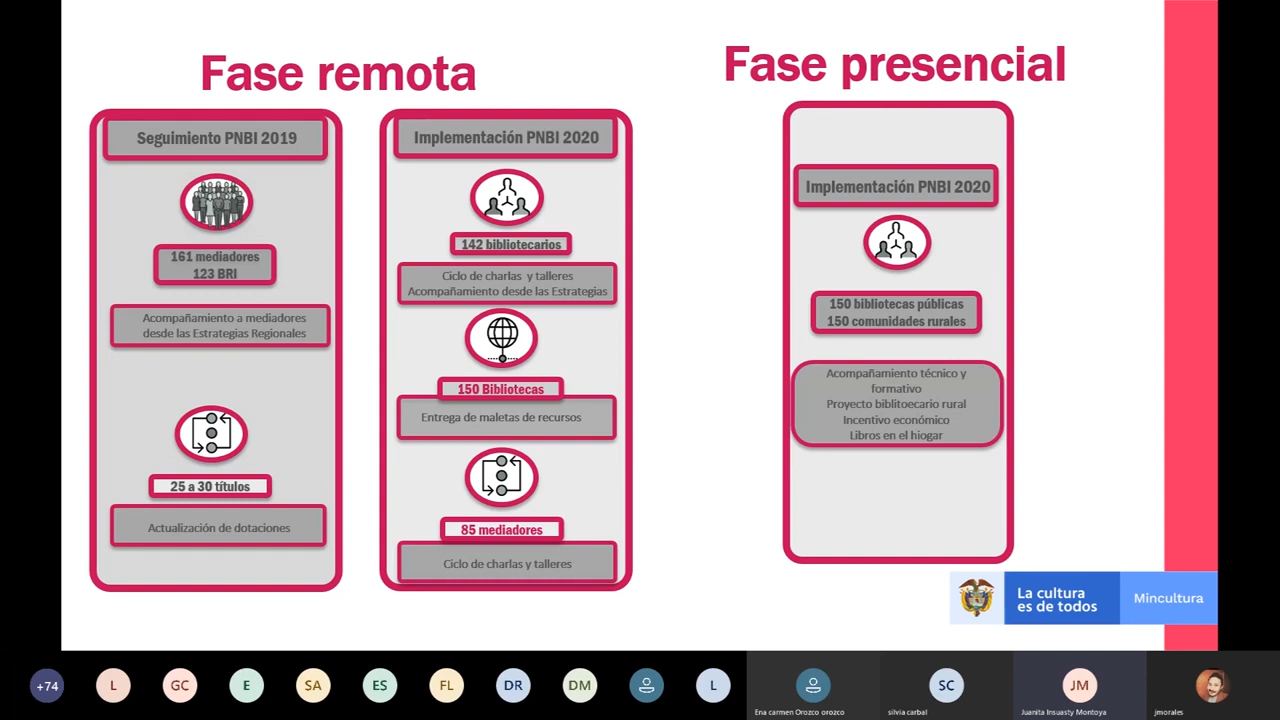 Fase remota
Seguimiento PNBI 2019
161 mediadores
123 BRI
Acompañamiento a mediadores
desde las Estrategias Regionales
25 a 30 títulos
Actualización de dotaciones
Implementación PNBI 2020
142 bibliotecarios
Ciclo de charlas y talleres
Acompañamiento desde las Estrategias
150 Bibliotecas
Entrega de maletas de recursos
85 mediadores
Ciclo de charlas y talleres
Fase presencial
Implementación PNBI 2020
150 bibliotecas públicas
150 comunidades rurales
Acompañamiento técnico y
formativo
Proyecto biblitoecario rural
Incentivo económico
Libros en el hiogar
La cultura
es de todos
Mincultura
+74
L
GC
E
SA
ES
FL
DR
DM
L
SC
JM
Ena carmen Orozco orozco
silvia carbal
Juanita Insuasty Montoya
jmorales